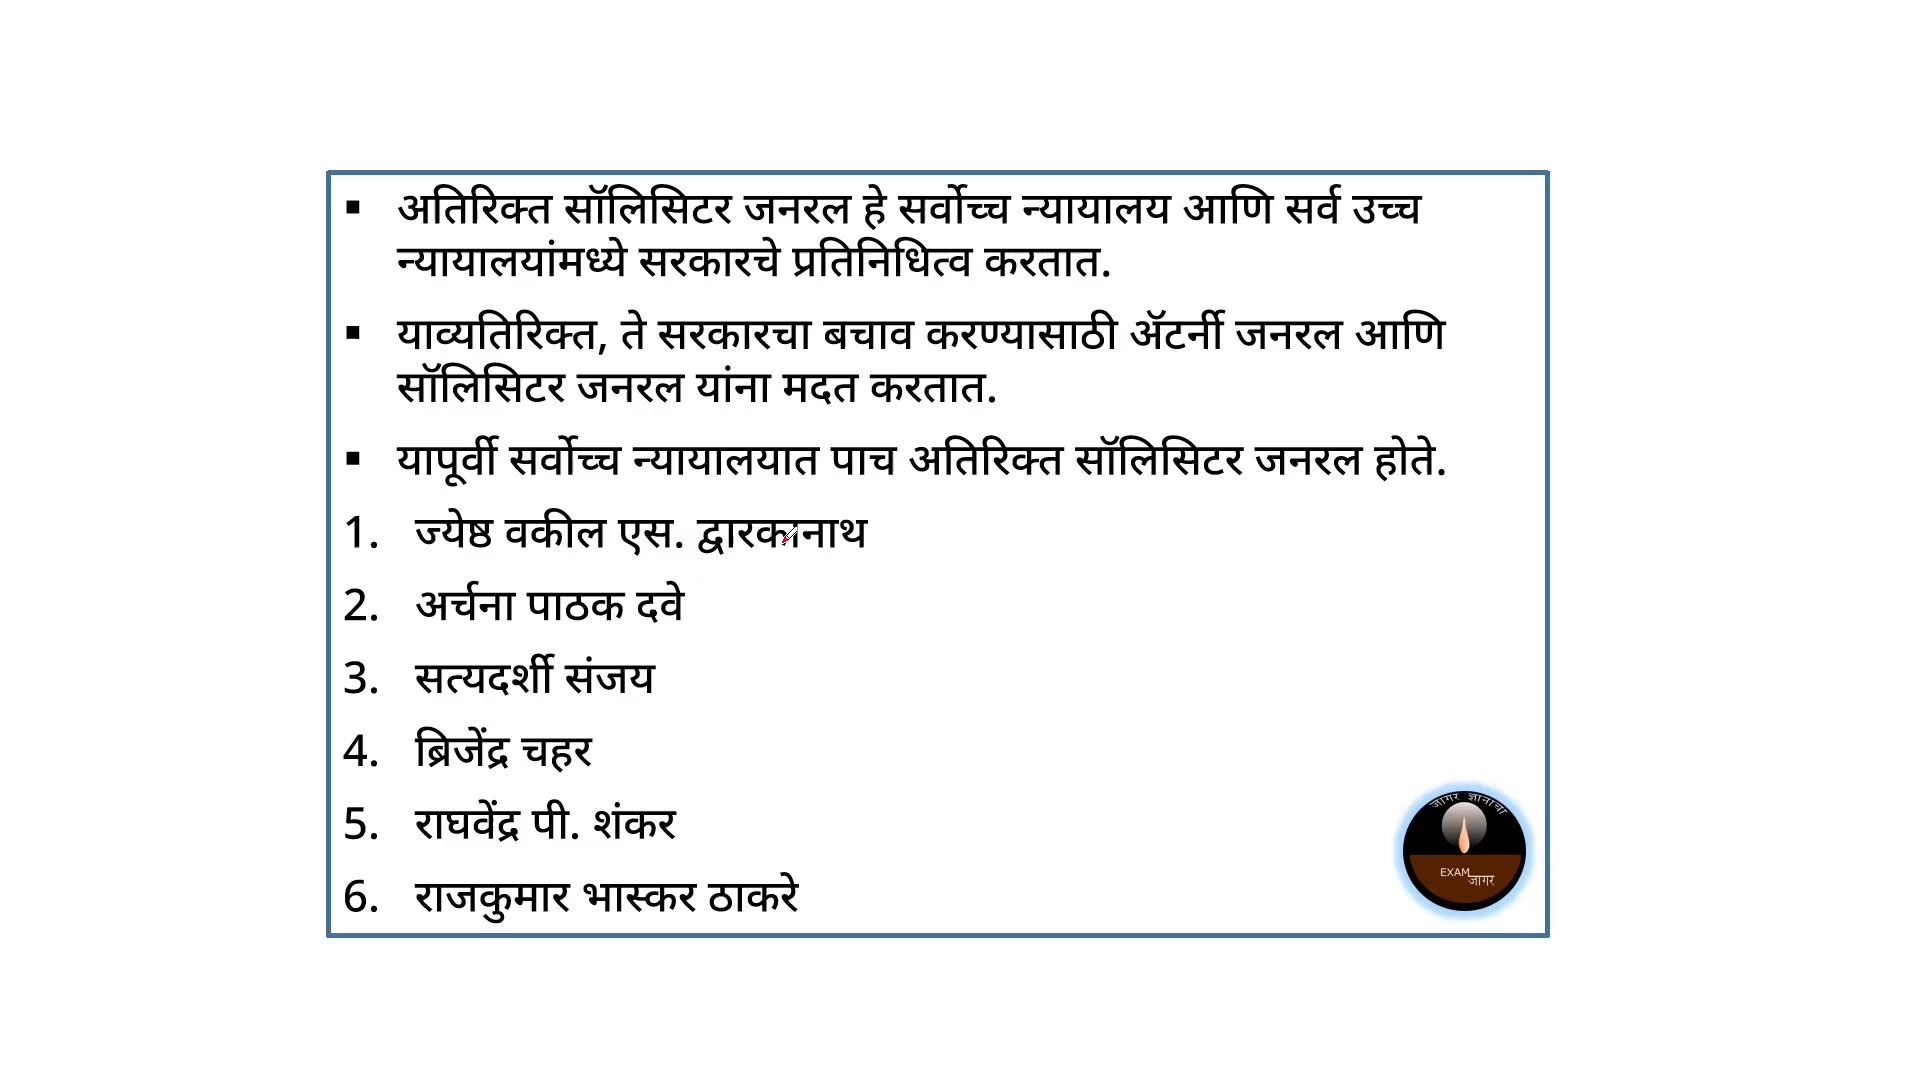 ▪ अतिरिक्त सॉलिसिटर जनरल हे सर्वोच्च न्यायालय आणि सर्व उच्च
न्यायालयांमध्ये सरकारचे प्रतिनिधित्व करतात.
▪ याव्यतिरिक्त, ते सरकारचा बचाव करण्यासाठी ॲटर्नी जनरल आणि
सॉलिसिटर जनरल यांना मदत करतात.
▪ यापूर्वी सर्वोच्च न्यायालयात पाच अतिरिक्त सॉलिसिटर जनरल होते.
1. ज्येष्ठ वकील एस. द्वारकानाथ
2. अर्चना पाठक दवे
3. सत्यदर्शी संजय
4. ब्रिजेंद्र चहर
5. राघवेंद्र पी. शंकर
6. राजकुमार भास्कर ठाकरे
जागर ज्ञानाचा
EXAM
जागर